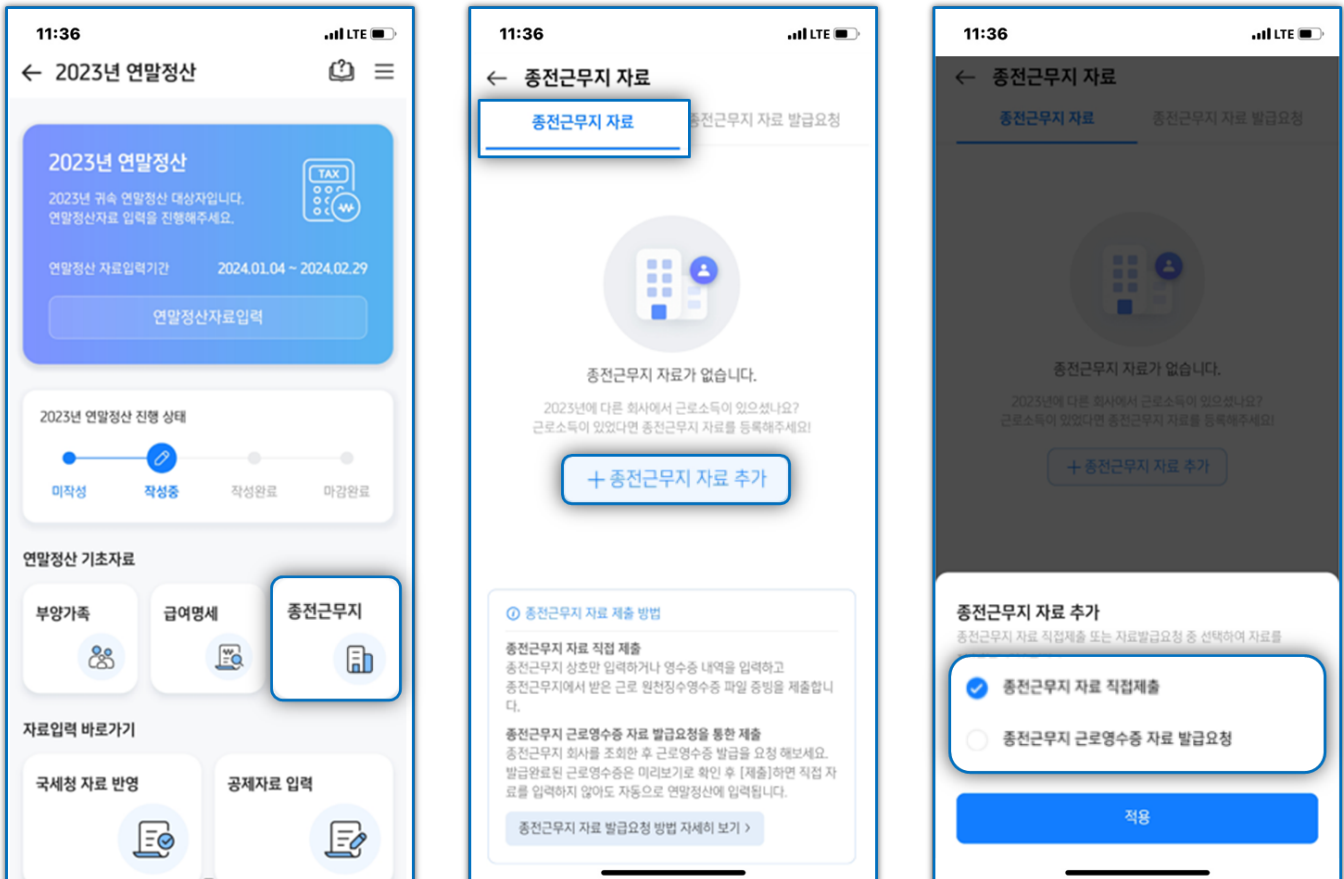 11:36
LTE
2023년 연말정산
2023년 연말정산
TAX
2023년 귀속 연말정산 대상자입니다.
연말정산자료 입력을 진행해주세요.
연말정산 자료입력기간 2024.01.04 ~ 2024.02.29
연말정산자료입력
2023년 연말정산 진행 상태
미작성 작성중 작성완료 마감완료
연말정산 기초자료
부양가족 급여명세 종전근무지
자료입력 바로가기
국세청 자료 반영 공제자료 입력
11:36
LTE
종전근무지 자료
종전근무지 자료 종전근무지 자료 발급요청
종전근무지 자료가 없습니다.
2023년에 다른 회사에서 근로소득이 있으셨나요?
근로소득이 있었다면 종전근무지 자료를 등록해주세요!
+ 종전근무지 자료 추가
종전근무지 자료 제출 방법
종전근무지 자료 직접 제출
종전근무지 상호만 입력하거나 영수증 내역을 입력하고
종전근무지에서 받은 근로 원천징수영수증 파일 증빙을 제출합니
다.
종전근무지 근로영수증 자료 발급요청을 통한 제출
종전근무지 회사를 조회한 후 근로영수증 발급을 요청 해보세요.
발급완료된 근로영수증은 미리보기로 확인 후 [제출]하면 직접 자
료를 입력하지 않아도 자동으로 연말정산에 입력됩니다.
종전근무지 자료 발급요청 방법 자세히 보기 >
11:36
LTE
종전근무지 자료
종전근무지 자료 종전근무지 자료 발급요청
종전근무지 자료가 없습니다.
2023년에 다른 회사에서 근로소득이 있으셨나요?
근로소득이 있었다면 종전근무지 자료를 등록해주세요!
+ 종전근무지 자료 추가
종전근무지 자료 추가
종전근무지 자료 직접제출 또는 자료발급요청 중 선택하여 자료를
종전근무지 자료 직접제출
종전근무지 근로영수증 자료 발급요청
적용